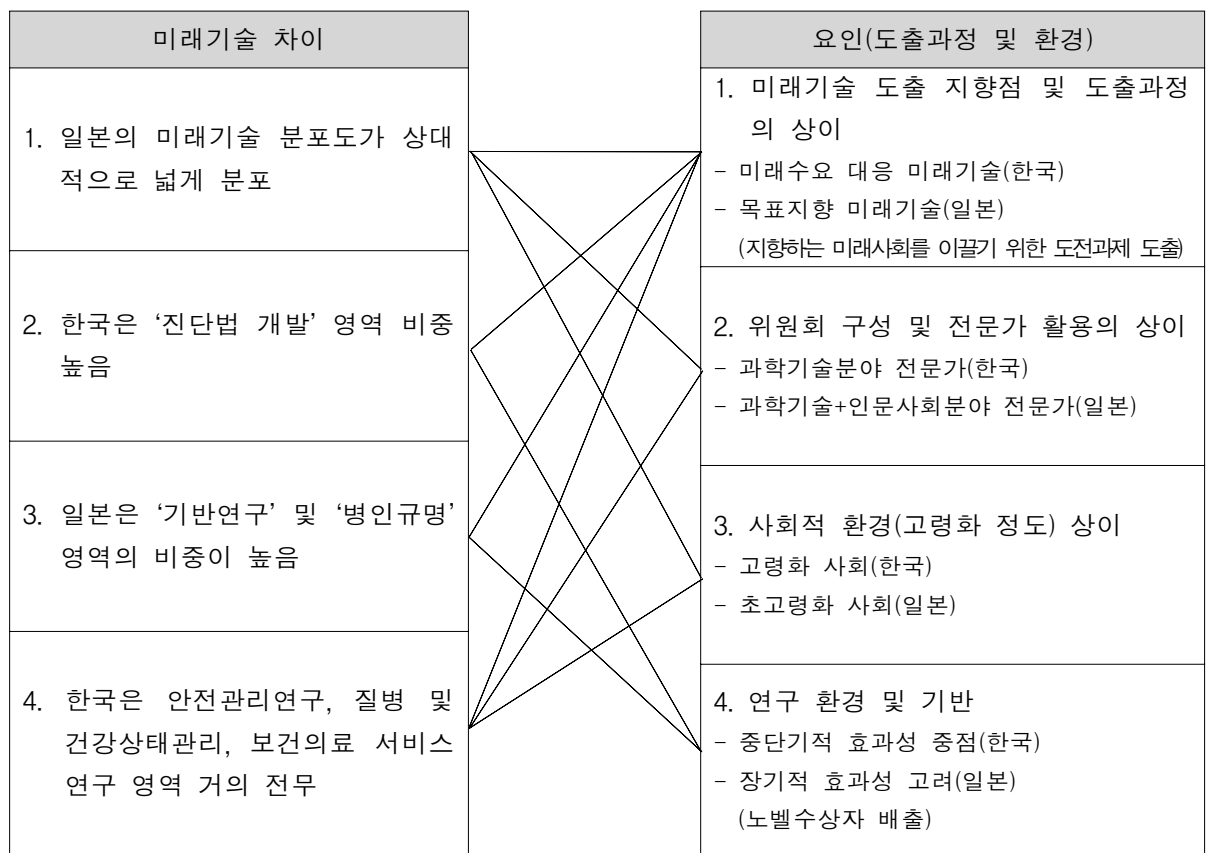 미래기술 차이
1. 일본의 미래기술 분포도가 상대
적으로 넓게 분포
2. 한국은 ‘진단법 개발’ 영역 비중
높음
3. 일본은 ‘기반연구’ 및 ‘병인규명’
영역의 비중이 높음
4. 한국은 안전관리연구, 질병 및
건강상태관리, 보건의료 서비스
연구 영역 거의 전무
요인(도출과정 및 환경)
1. 미래기술 도출 지향점 및 도출과정
의 상이
- 미래수요 대응 미래기술(한국)
- 목표지향 미래기술(일본)
(지향하는 미래사회를 이끌기 위한 도전과제 도출)
2. 위원회 구성 및 전문가 활용의 상이
- 과학기술분야 전문가(한국)
- 과학기술+인문사회분야 전문가(일본)
3. 사회적 환경(고령화 정도) 상이
- 고령화 사회(한국)
- 초고령화 사회(일본)
4. 연구 환경 및 기반
- 중단기적 효과성 중점(한국)
- 장기적 효과성 고려(일본)
(노벨수상자 배출)